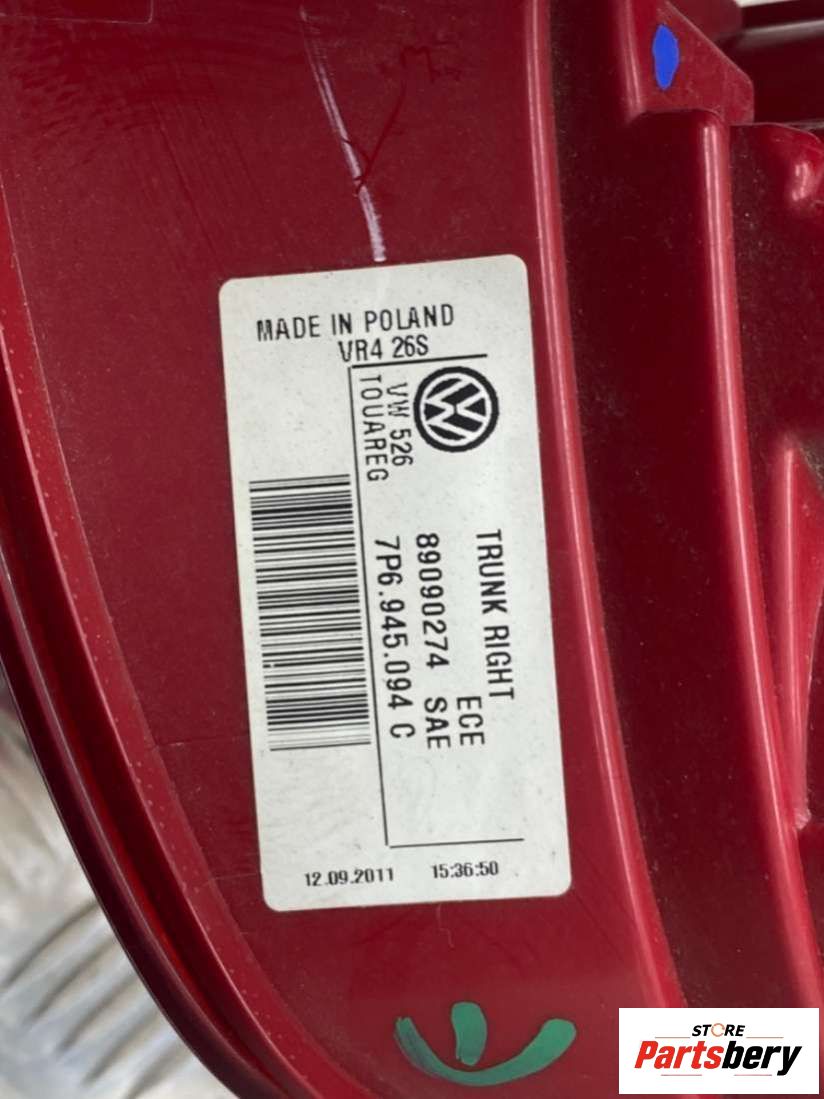 MADE IN POLAND
VR4 26S
VW 526
TOUAREG
TRUNK RIGHT
ECE
89090274 SAE
7P6.945.094 C
12.09.2011 15:36:50
STORE
Partsbery